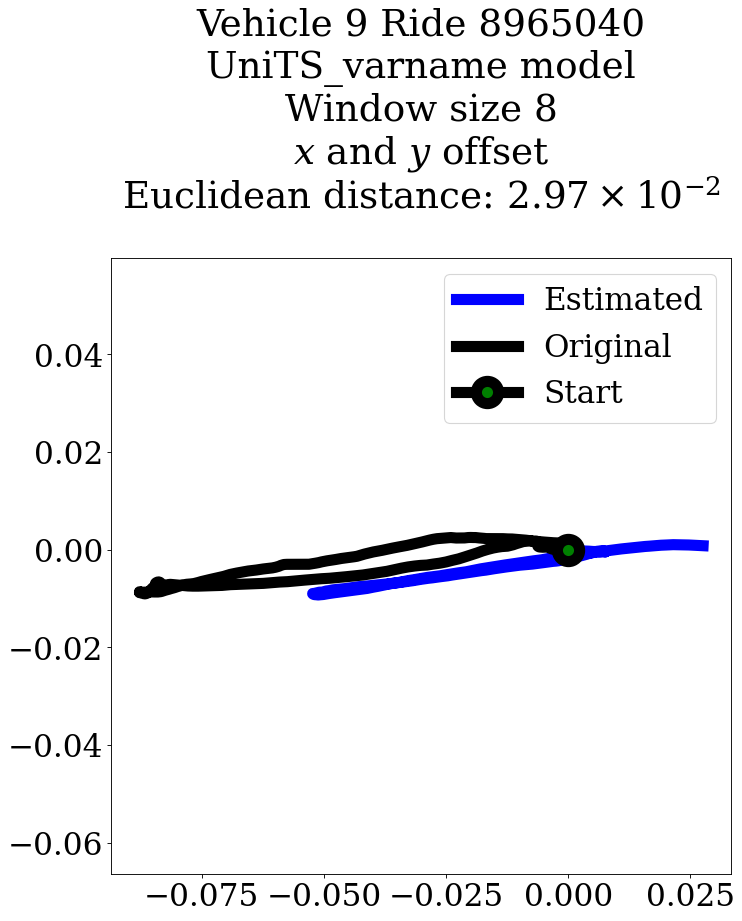 Vehicle 9 Ride 8965040
UniTS_varname model
Window size 8
x and y offset
Euclidean distance: 2.97 × 10⁻²
Estimated
Original
Start
0.04
0.02
0.00
−0.02
−0.04
−0.06
−0.075 −0.050 −0.025 0.000 0.025